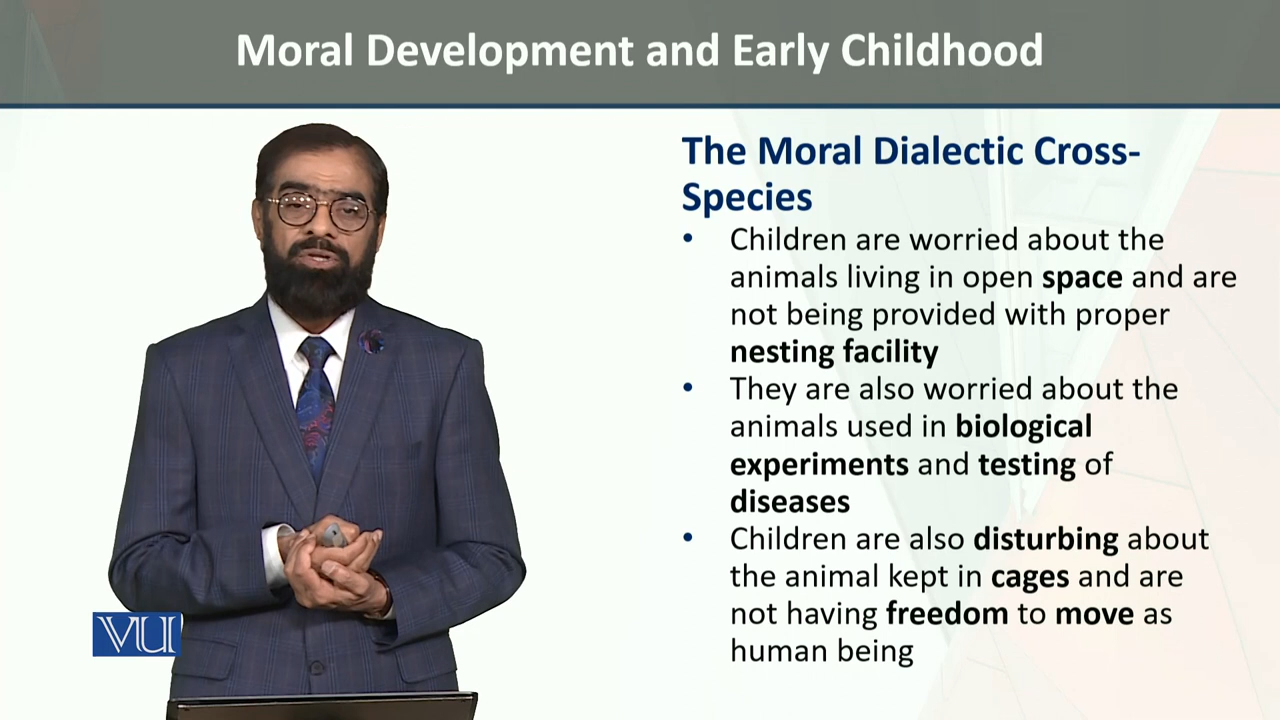 Moral Development and Early Childhood
The Moral Dialectic Cross-
Species
• Children are worried about the
animals living in open space and are
not being provided with proper
nesting facility
• They are also worried about the
animals used in biological
experiments and testing of
diseases
• Children are also disturbing about
the animal kept in cages and are
not having freedom to move as
human being
VU